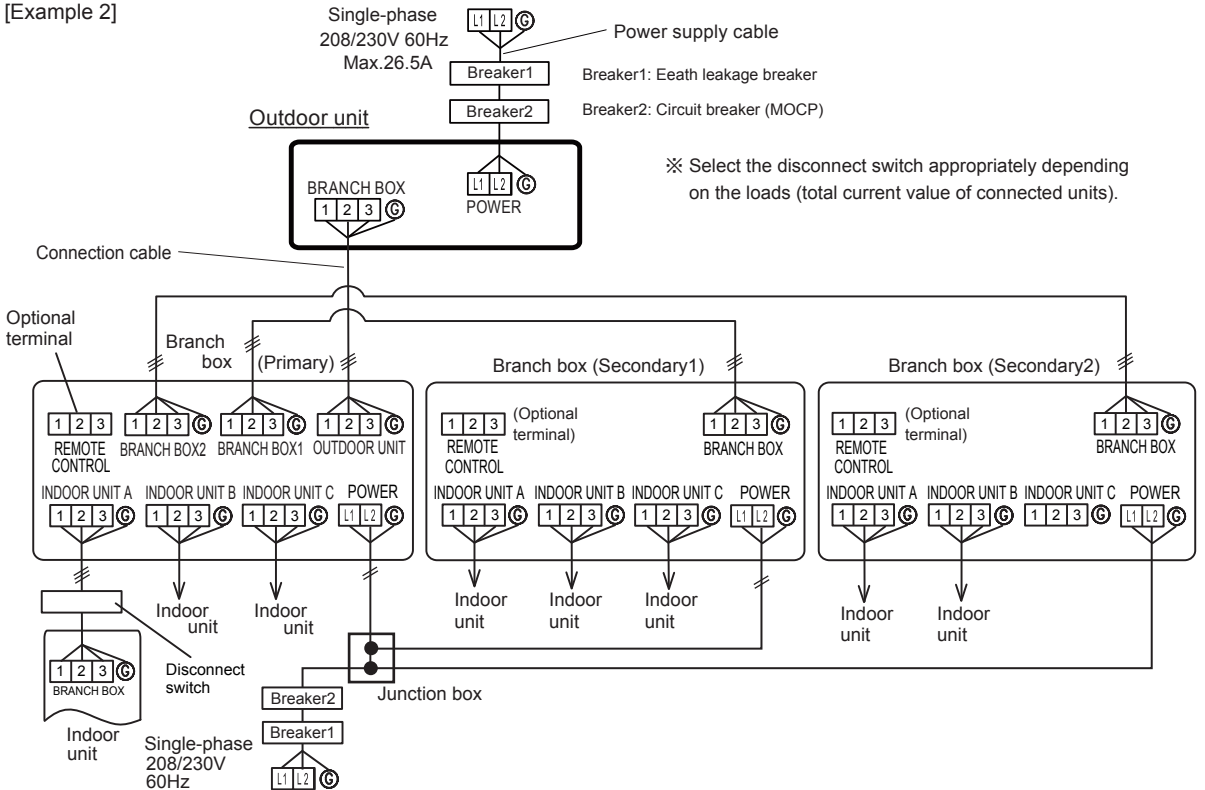 [Example 2]
Single-phase
208/230V 60Hz
Max.26.5A
L1 L2 G
Power supply cable
Breaker1
Breaker1: Eeath leakage breaker
Breaker2
Breaker2: Circuit breaker (MOCP)
Outdoor unit
BRANCH BOX
1 2 3 G
L1 L2 G
POWER
※ Select the disconnect switch appropriately depending
on the loads (total current value of connected units).
Connection cable
Optional
terminal
Branch
box
(Primary)
1 2 3
REMOTE
CONTROL
1 2 3 G
BRANCH BOX2
1 2 3 G
BRANCH BOX1
1 2 3 G
OUTDOOR UNIT
INDOOR UNIT A
1 2 3 G
INDOOR UNIT B
1 2 3 G
INDOOR UNIT C
1 2 3 G
POWER
L1 L2 G
Indoor
unit
Indoor
unit
Disconnect
switch
1 2 3 G
BRANCH BOX
Indoor
unit
Branch box (Secondary1)
1 2 3
(Optional
terminal)
REMOTE
CONTROL
1 2 3 G
BRANCH BOX
INDOOR UNIT A
1 2 3 G
INDOOR UNIT B
1 2 3 G
INDOOR UNIT C
1 2 3 G
POWER
L1 L2 G
Indoor
unit
Indoor
unit
Indoor
unit
Branch box (Secondary2)
1 2 3
(Optional
terminal)
REMOTE
CONTROL
1 2 3 G
BRANCH BOX
INDOOR UNIT A
1 2 3 G
INDOOR UNIT B
1 2 3 G
INDOOR UNIT C
1 2 3 G
POWER
L1 L2 G
Indoor
unit
Indoor
unit
Junction box
Breaker2
Breaker1
Single-phase
208/230V
60Hz
L1 L2 G